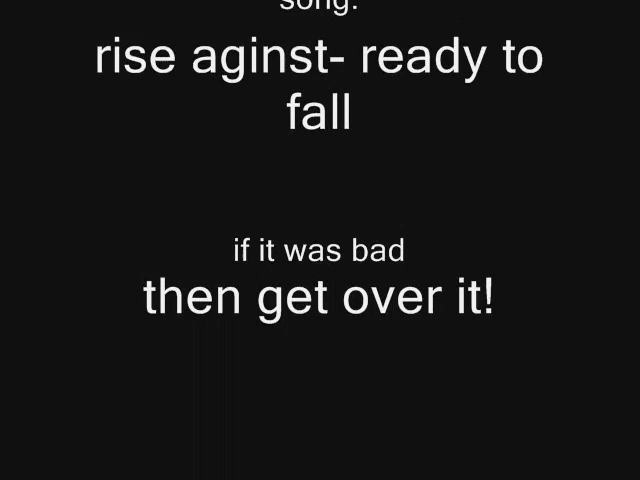 song:
rise aginst- ready to
fall
if it was bad
then get over it!